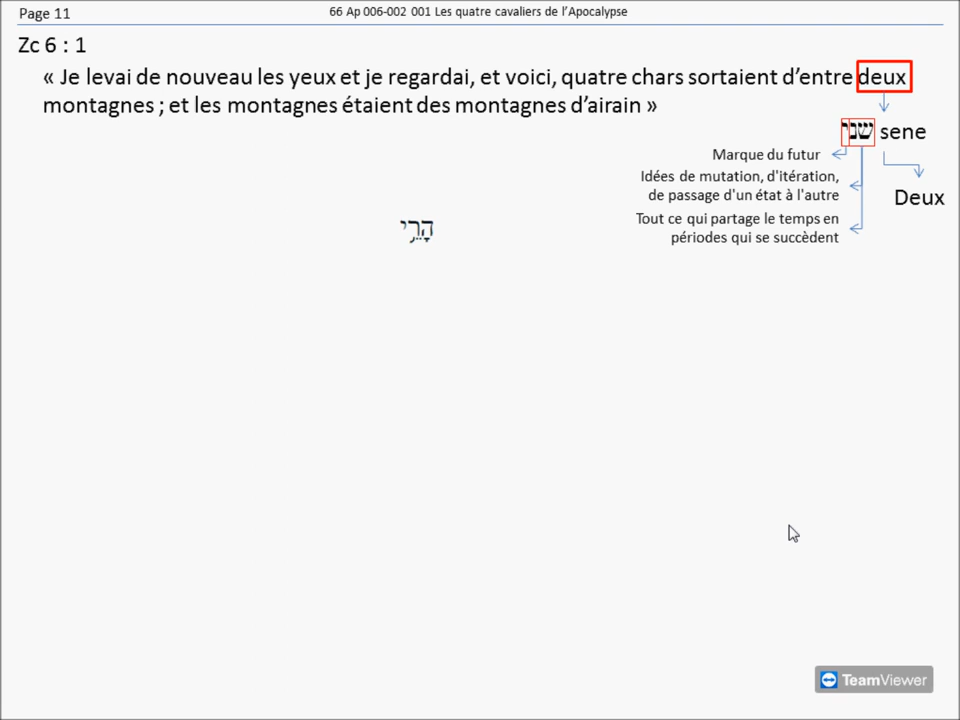 Page 11
66 Ap 006-002 001 Les quatre cavaliers de l’Apocalypse
Zc 6 : 1
« Je levai de nouveau les yeux et je regardai, et voici, quatre chars sortaient d’entre deux
montagnes ; et les montagnes étaient des montagnes d’airain »
שני sene
Marque du futur
Idées de mutation, d'itération,
de passage d'un état à l'autre
Deux
Tout ce qui partage le temps en
périodes qui se succèdent
הָרֵ֥י
TeamViewer